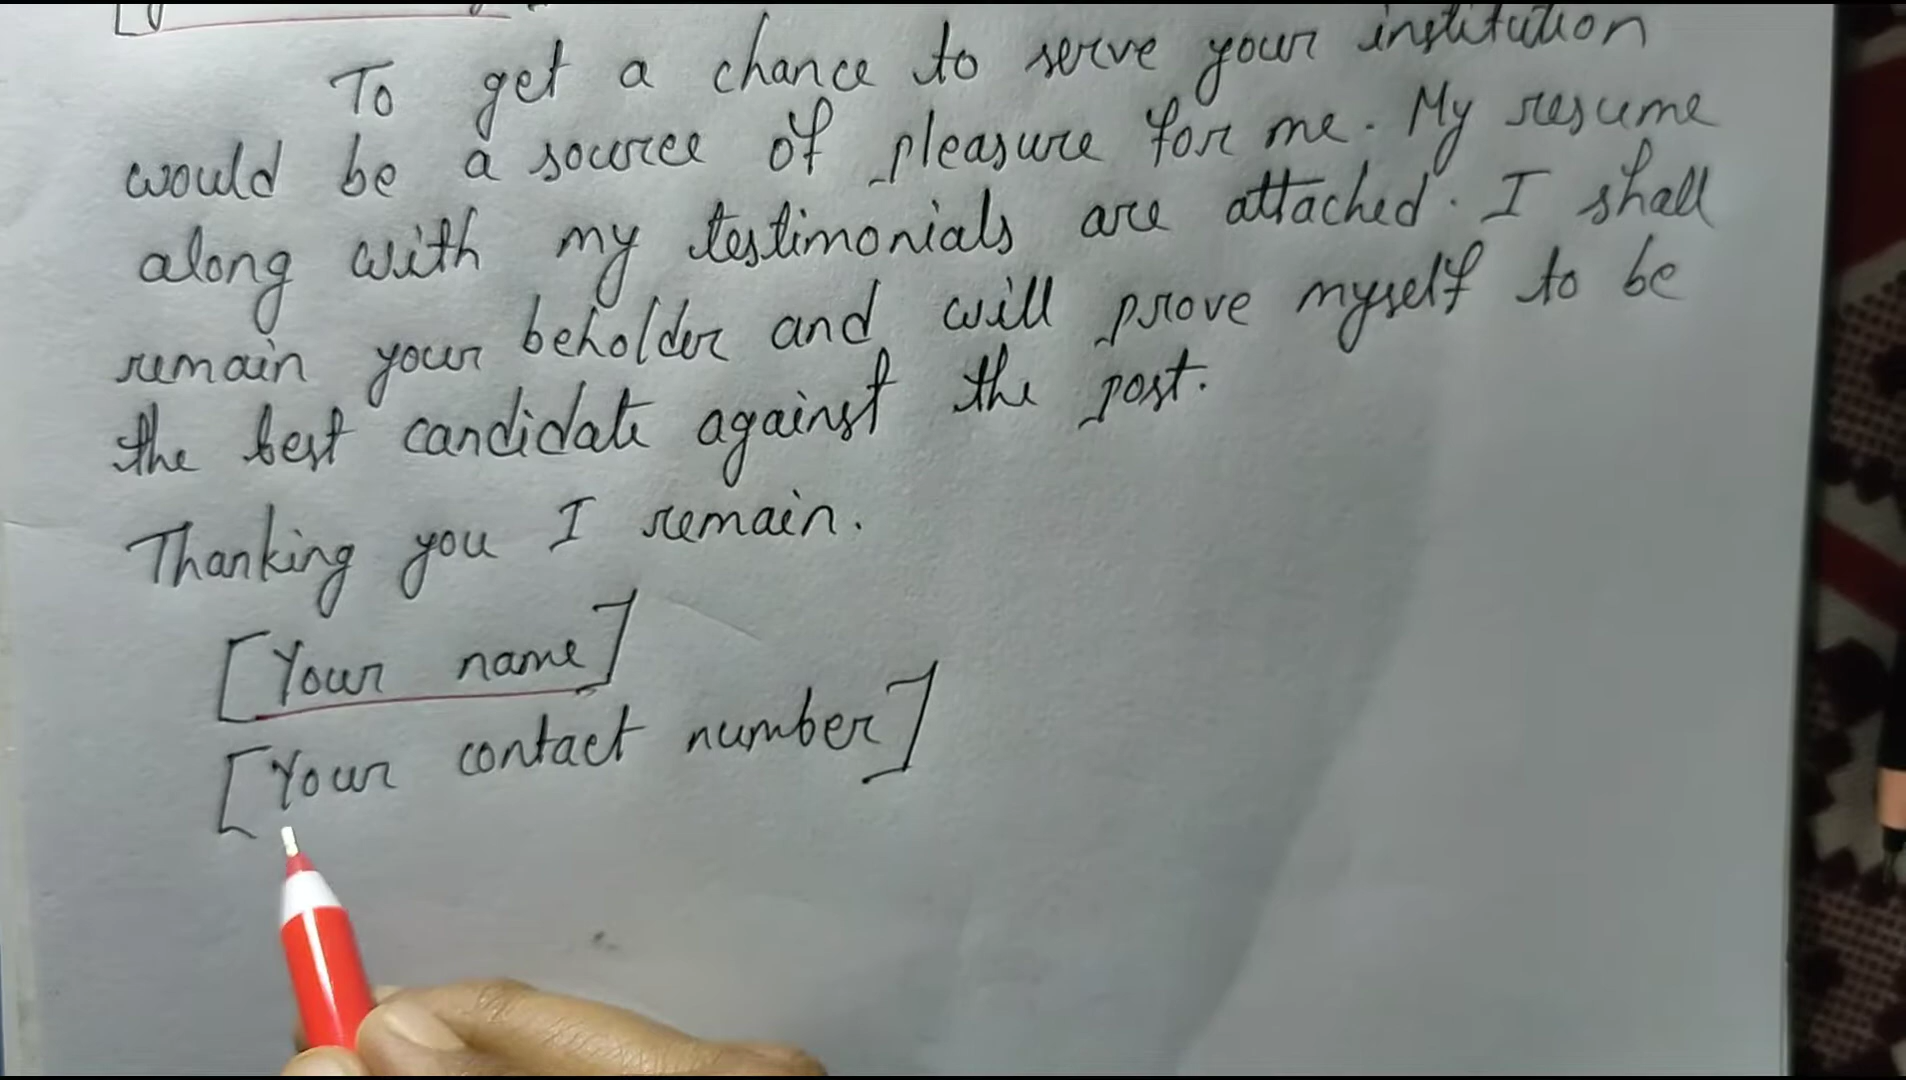 To get a chance to serve your institution
would be a source of pleasure for me. My resume
along with my testimonials are attached. I shall
remain your beholder and will prove myself to be
the best candidate against the post.
Thanking you I remain.
[Your name]
[Your contact number]